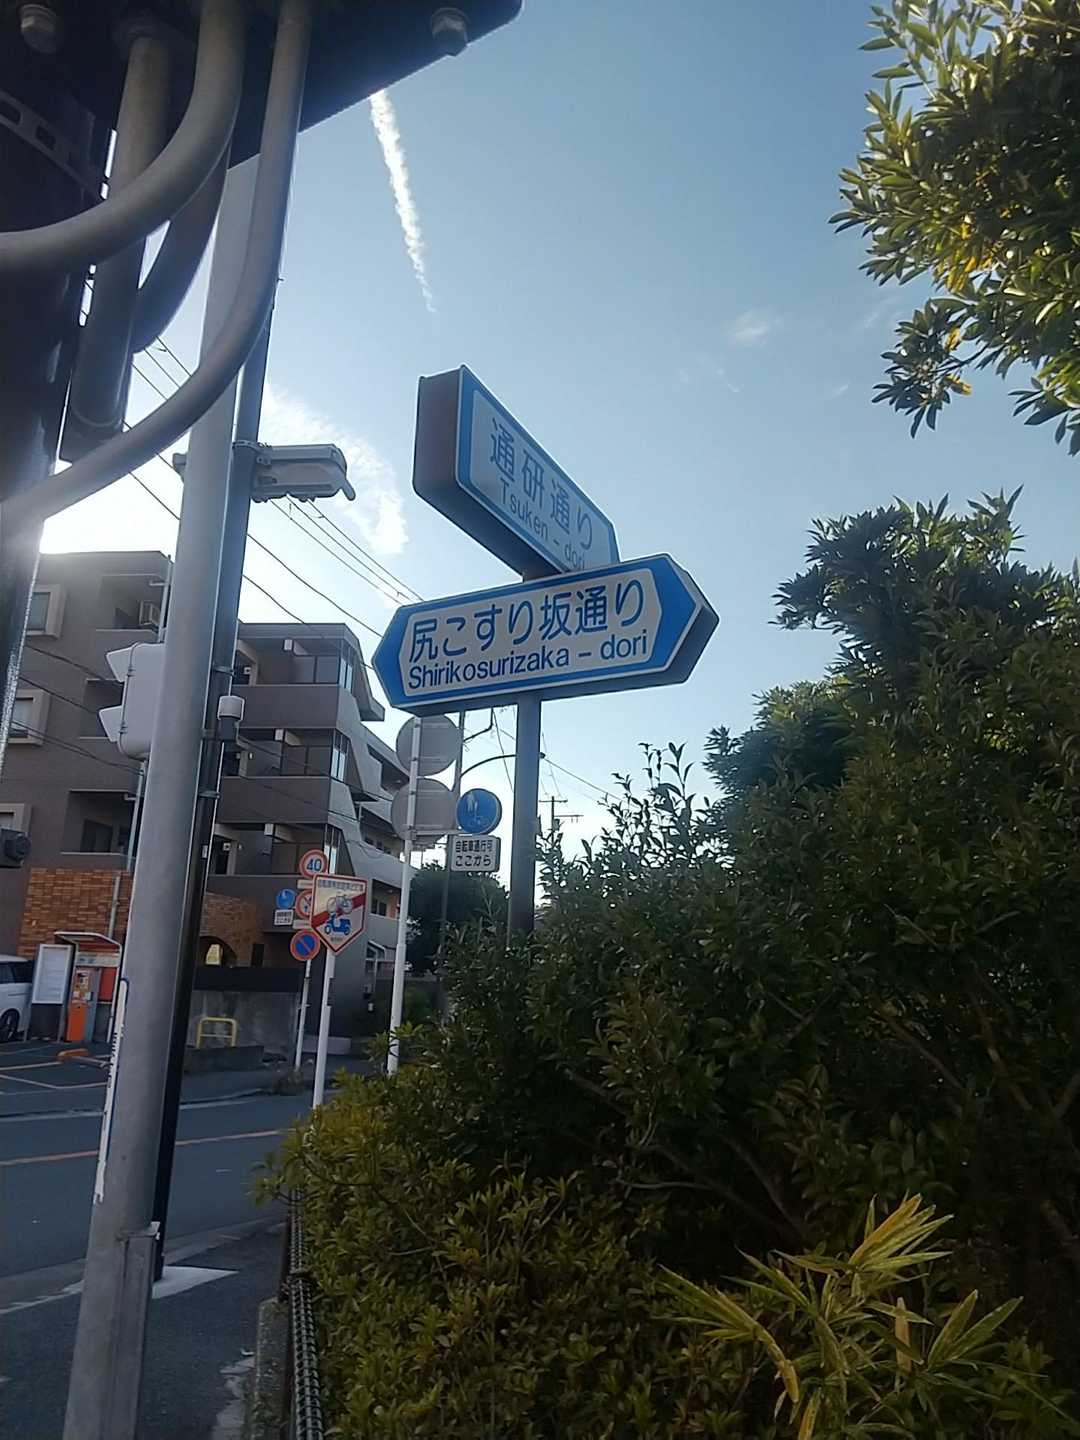 通研通り
Tsuken - dori
尻こすり坂通り
Shirikosurizaka - dori
自転車通行可
ここから
40